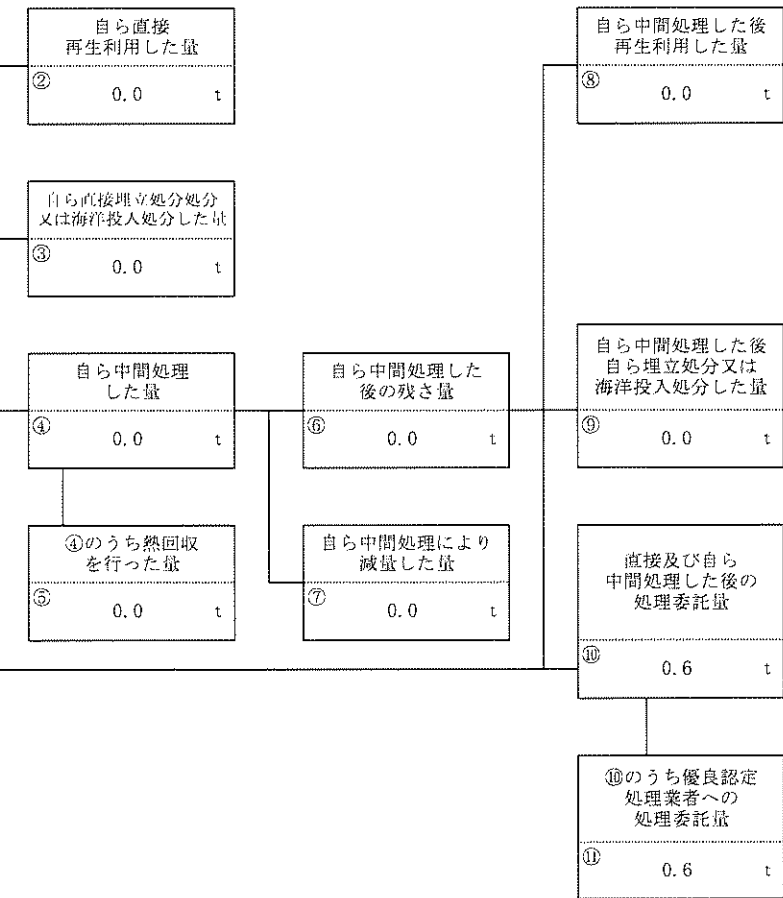 自ら直接
再生利用した量
② 0.0 t
自ら中間処理した後
再生利用した量
⑧ 0.0 t
自ら直接埋立処分処分
又は海洋投入処分した量
③ 0.0 t
自ら中間処理
した量
④ 0.0 t
自ら中間処理した
後の残さ量
⑥ 0.0 t
自ら中間処理した後
自ら埋立処分又は
海洋投入処分した量
⑨ 0.0 t
④のうち熱回収
を行った量
⑤ 0.0 t
自ら中間処理により
減量した量
⑦ 0.0 t
直接及び自ら
中間処理した後の
処理委託量
⑩ 0.6 t
⑩のうち優良認定
処理業者への
処理委託量
⑪ 0.6 t